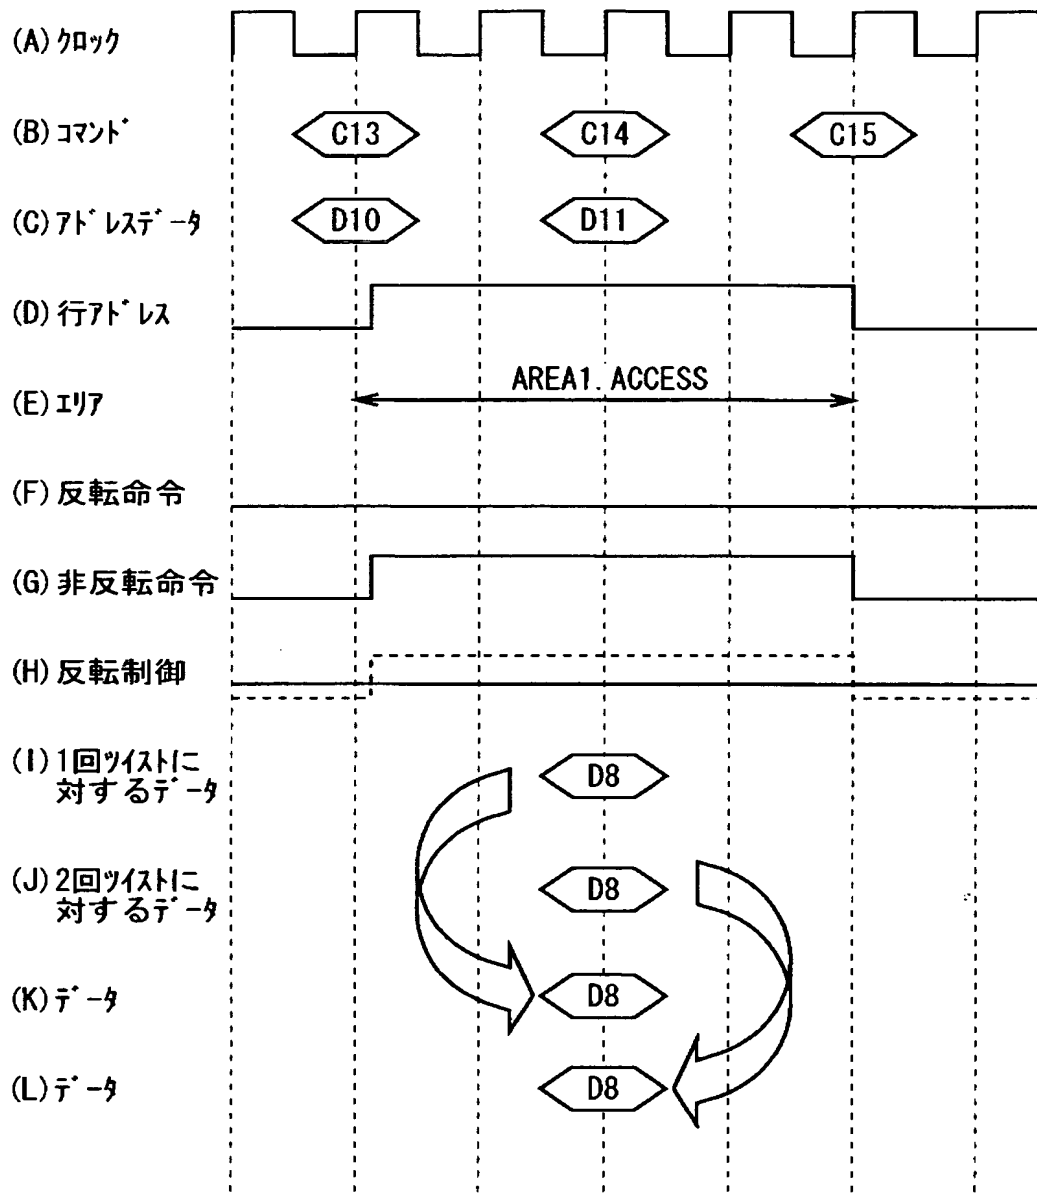 (A) ｸﾛｯｸ
(B) ｺﾏﾝﾄﾞ
C13
C14
C15
(C) ｱﾄﾞﾚｽﾃﾞｰﾀ
D10
D11
(D) 行ｱﾄﾞﾚｽ
(E) ｴﾘｱ
AREA1. ACCESS
(F) 反転命令
(G) 非反転命令
(H) 反転制御
(I) 1回ﾂｲｽﾄに
対するﾃﾞｰﾀ
D8
(J) 2回ﾂｲｽﾄに
対するﾃﾞｰﾀ
D8
(K) ﾃﾞｰﾀ
D8
(L) ﾃﾞｰﾀ
D8